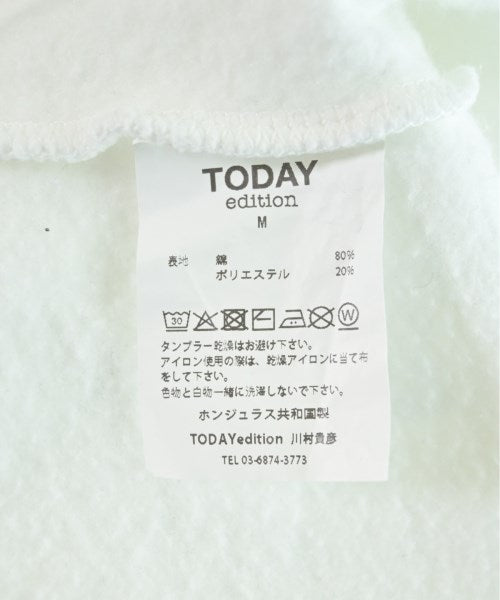 TODAY
edition
M
表地 綿 80%
ポリエステル 20%
30 W
タンブラー乾燥はお避け下さい。
アイロン使用の際は、乾燥アイロンに当て布
をして下さい。
色物と白物一緒に洗濯しないで下さい。
ホンジュラス共和國製
TODAYedition 川村貴彦
TEL 03-6874-3773